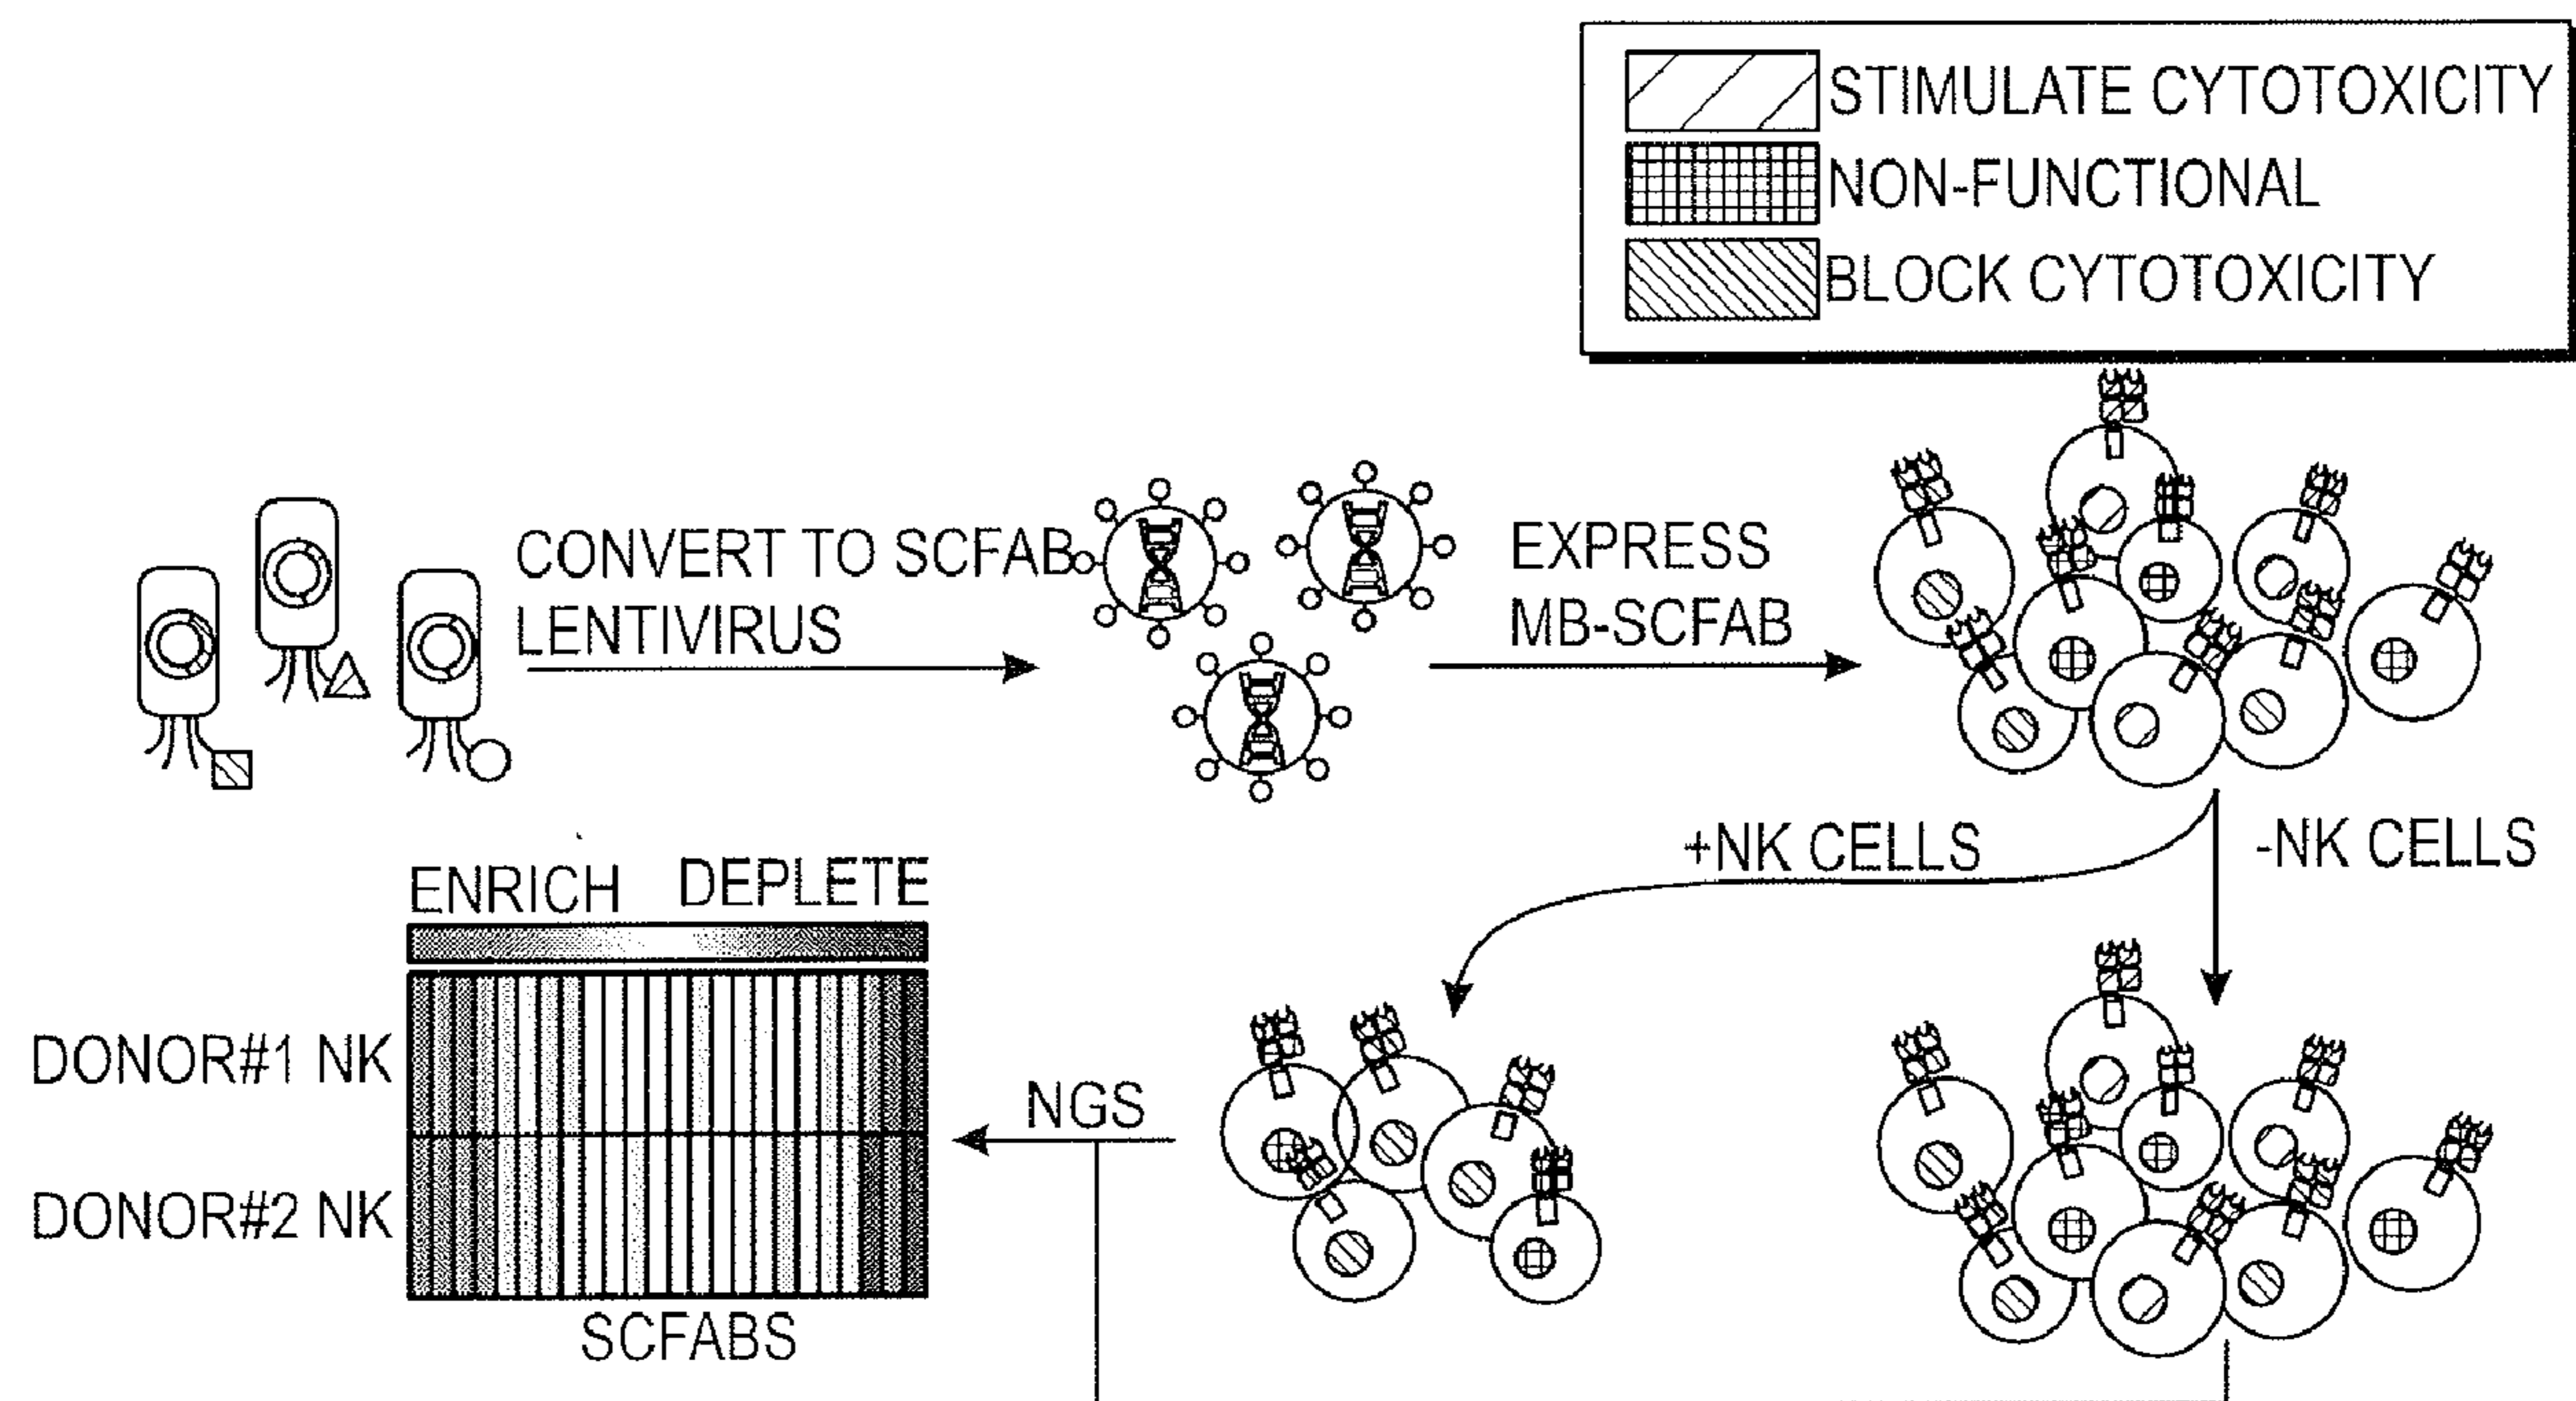 STIMULATE CYTOTOXICITY
NON-FUNCTIONAL
BLOCK CYTOTOXICITY
CONVERT TO SCFAB
LENTIVIRUS
EXPRESS
MB-SCFAB
+NK CELLS
-NK CELLS
ENRICH DEPLETE
DONOR#1 NK
DONOR#2 NK
SCFABS
NGS